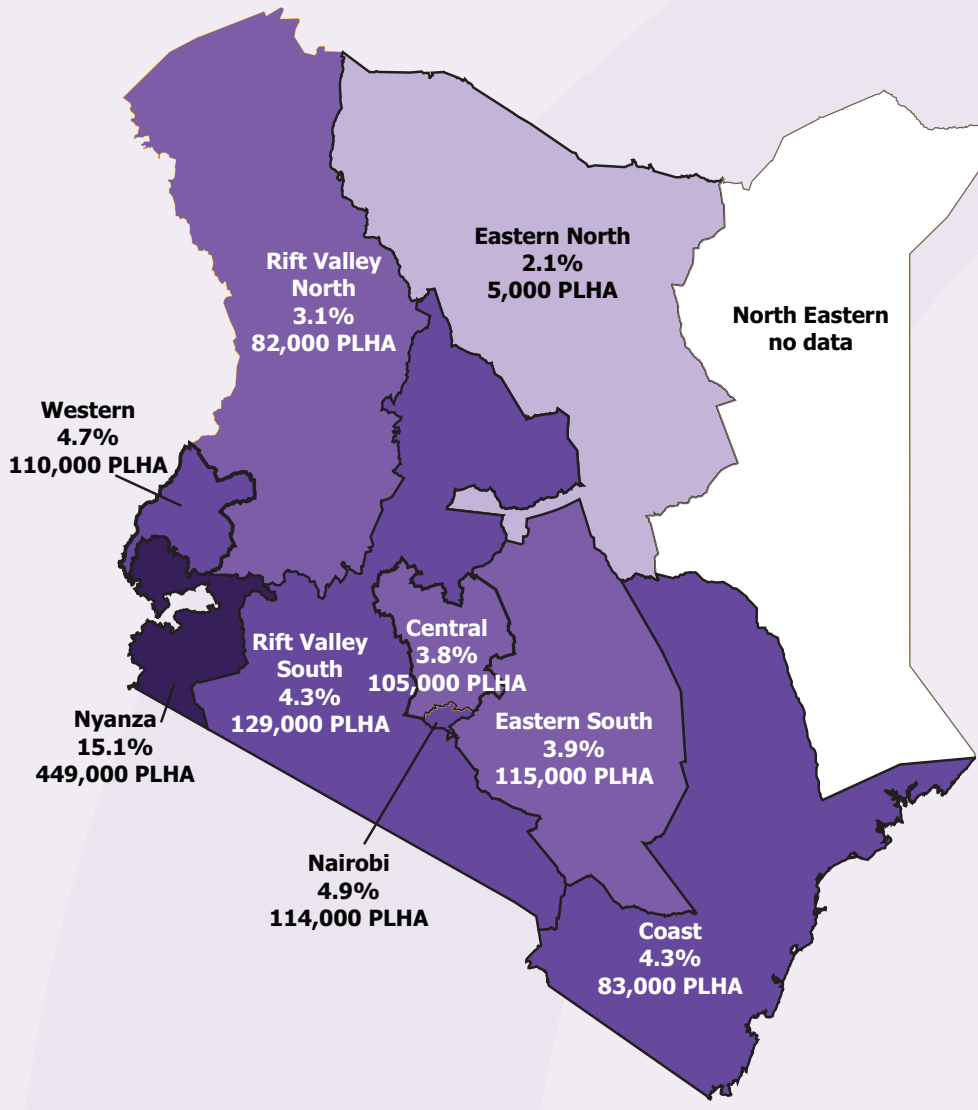 Eastern North
2.1%
5,000 PLHA
Rift Valley
North
3.1%
82,000 PLHA
North Eastern
no data
Western
4.7%
110,000 PLHA
Central
3.8%
105,000 PLHA
Rift Valley
South
4.3%
129,000 PLHA
Nyanza
15.1%
449,000 PLHA
Eastern South
3.9%
115,000 PLHA
Nairobi
4.9%
114,000 PLHA
Coast
4.3%
83,000 PLHA